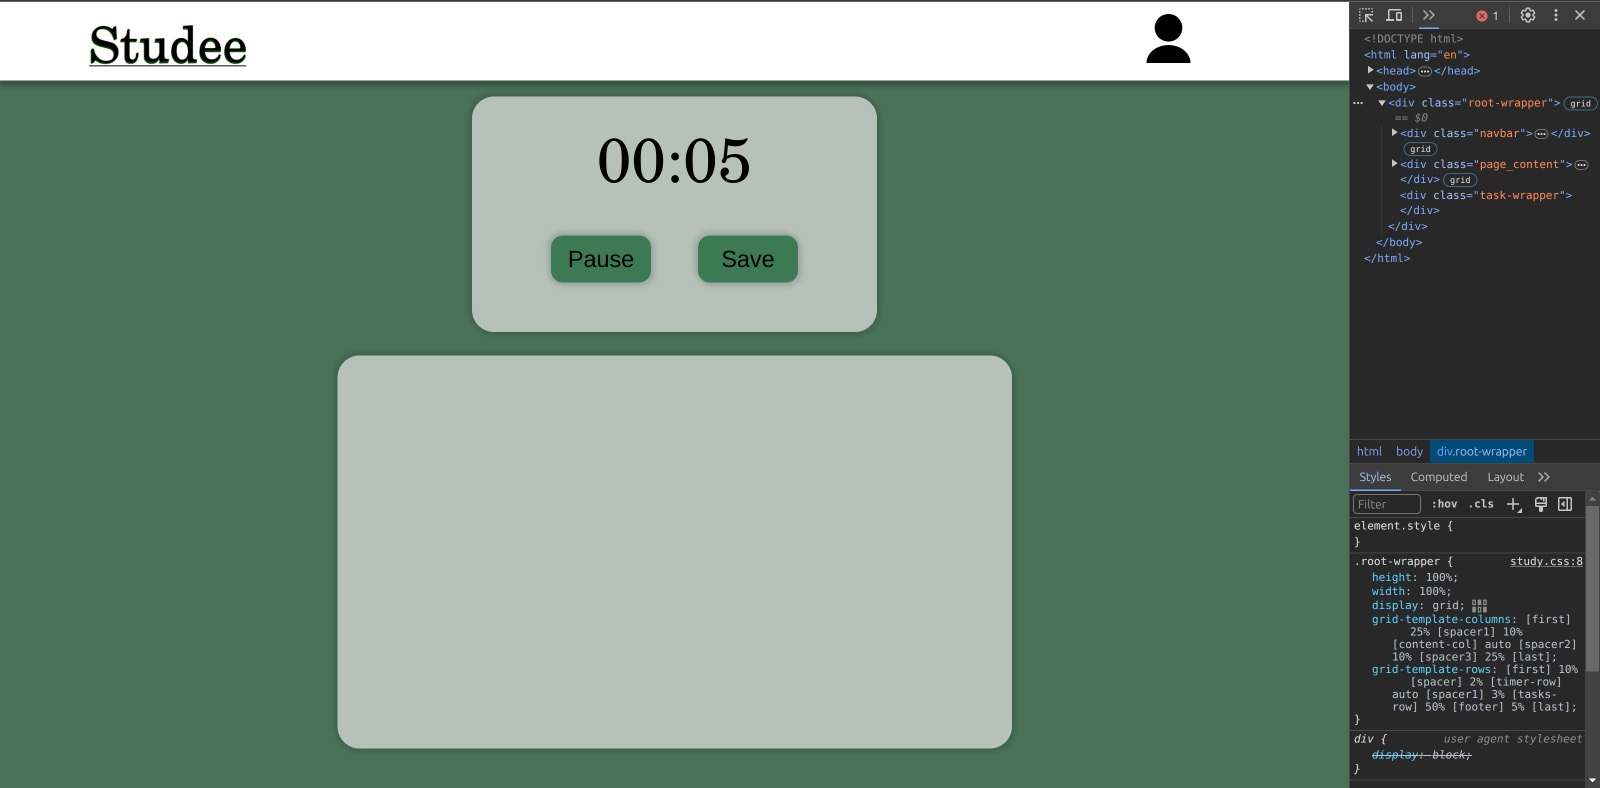 Studee
00:05
Pause
Save
1
<!DOCTYPE html>
<html lang="en">
<head>
</head>
<body>
<div class="root-wrapper"> grid
== $0
<div class="navbar">
</div>
grid
<div class="page_content">
</div> grid
<div class="task-wrapper">
</div>
</div>
</body>
</html>
html body div.root-wrapper
Styles Computed Layout
Filter :hov .cls
element.style {
}
.root-wrapper { study.css:8
height: 100%;
width: 100%;
display: grid;
grid-template-columns: [first]
25% [spacer1] 10%
[content-col] auto [spacer2]
10% [spacer3] 25% [last];
grid-template-rows: [first] 10%
[spacer] 2% [timer-row]
auto [spacer1] 3% [tasks-
row] 50% [footer] 5% [last];
}
div { user agent stylesheet
display: block;
}